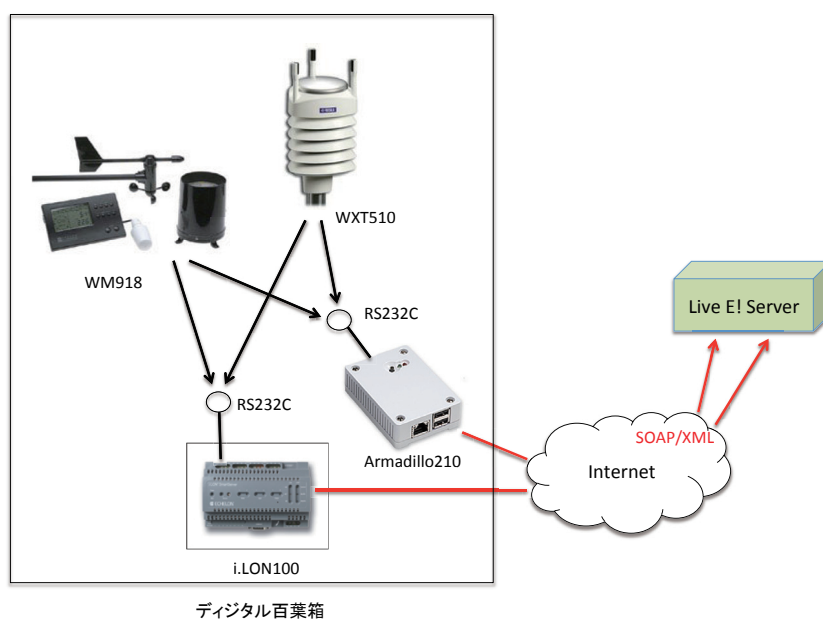 WXT510
WM918
RS232C
Live E! Server
RS232C
SOAP/XML
Armadillo210
Internet
i.LON100
ディジタル百葉箱